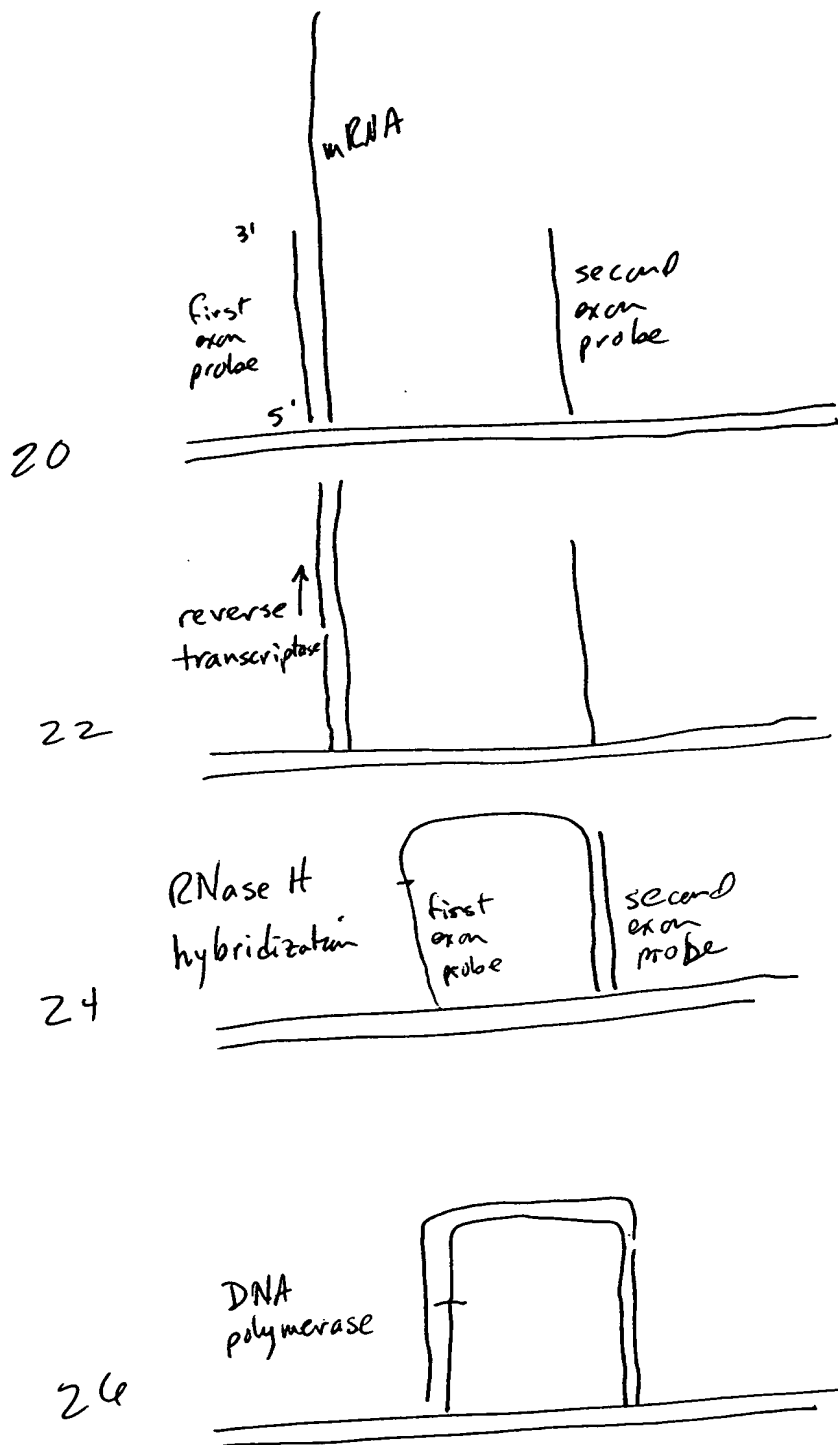 mRNA
3'
first
exon
probe
second
exon
probe
5'
20
reverse
transcriptase
22
RNase H
hybridization
first
exon
probe
second
exon
probe
24
DNA
polymerase
26